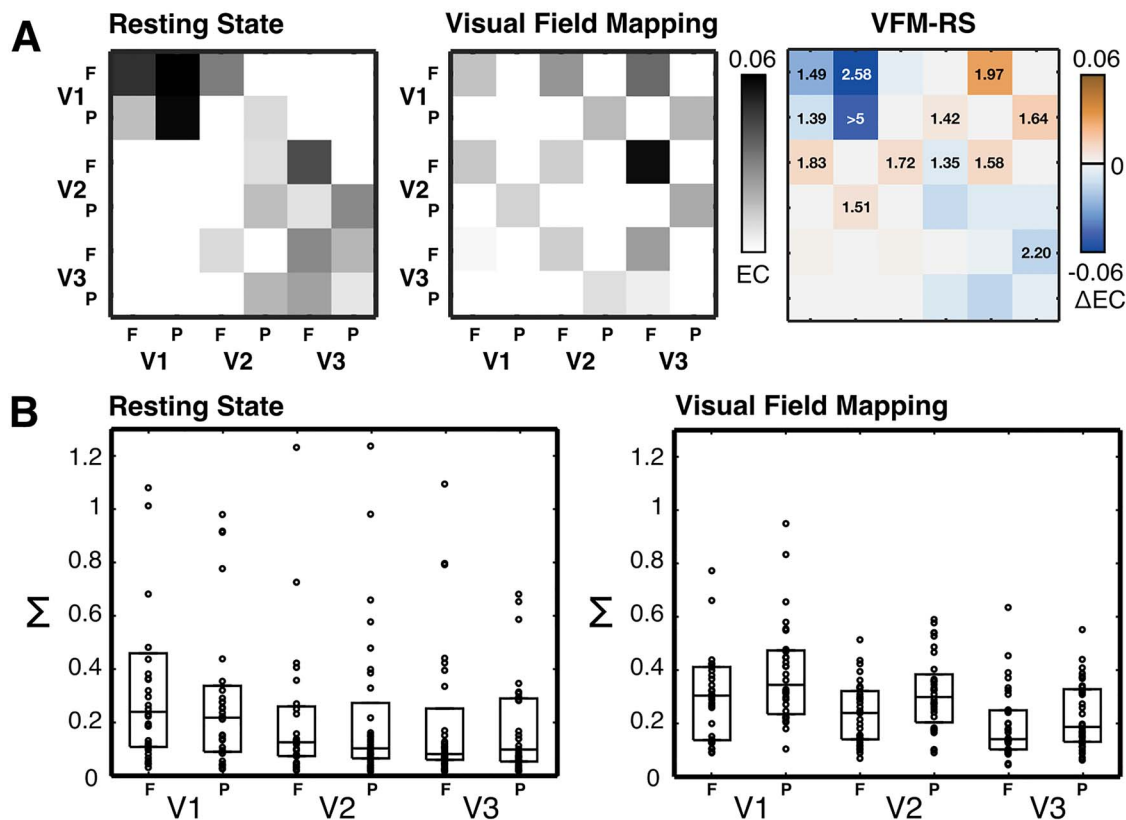 A
Resting State
Visual Field Mapping
VFM-RS
V1 F P
V2 F P
V3 F P
F P F P F P
V1 V2 V3
V1 F P
V2 F P
V3 F P
F P F P F P
V1 V2 V3
0.06
EC
1.49 2.58 1.97
1.39 >5 1.42 1.64
1.83 1.72 1.35 1.58
1.51
2.20
0.06
0
-0.06
ΔEC
B
Resting State
Σ
1.2
1
0.8
0.6
0.4
0.2
0
F P F P F P
V1 V2 V3
Visual Field Mapping
Σ
1.2
1
0.8
0.6
0.4
0.2
0
F P F P F P
V1 V2 V3